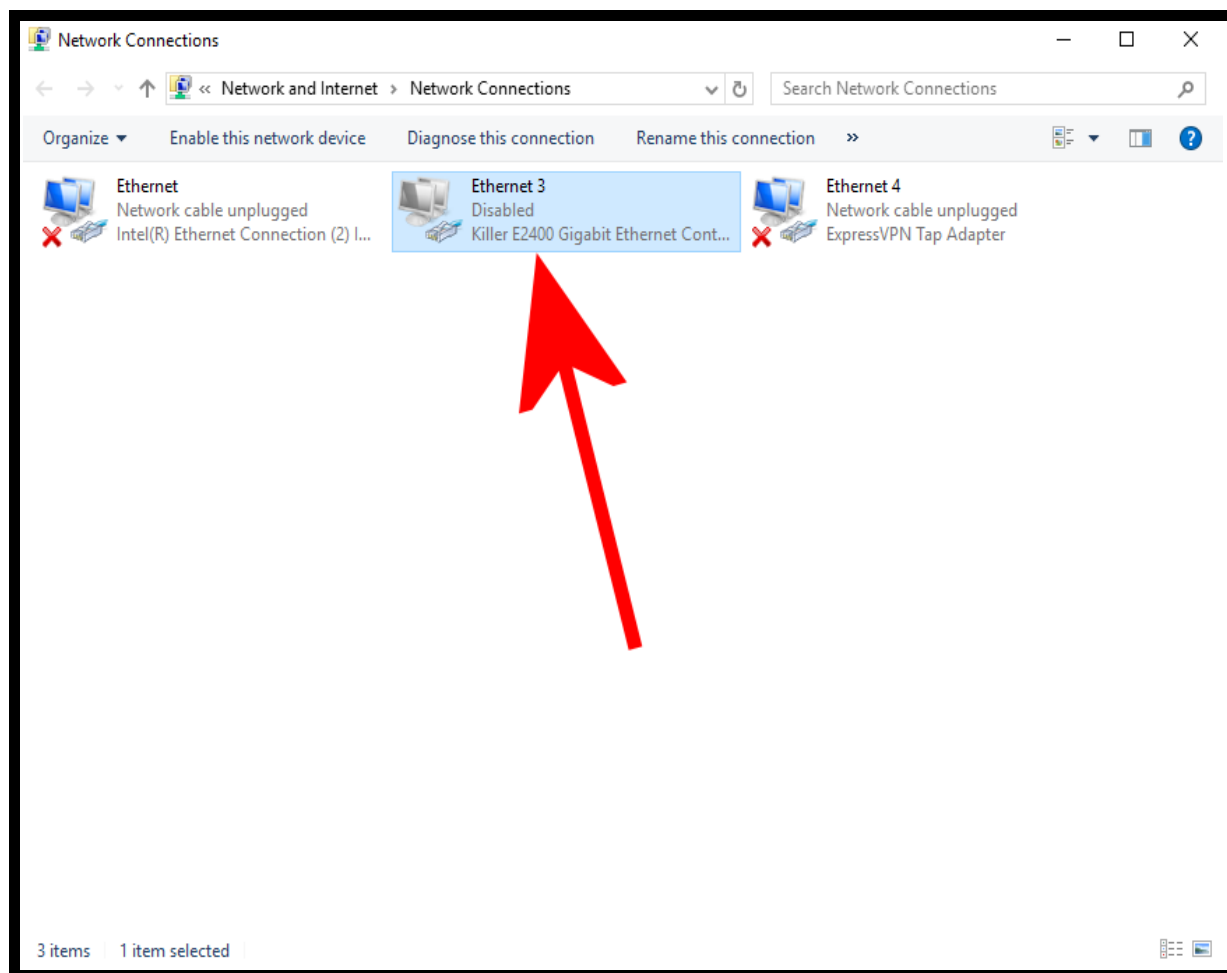 Network Connections
« Network and Internet > Network Connections
Search Network Connections
Organize Enable this network device Diagnose this connection Rename this connection »
Ethernet
Network cable unplugged
Intel(R) Ethernet Connection (2) I...
Ethernet 3
Disabled
Killer E2400 Gigabit Ethernet Cont...
Ethernet 4
Network cable unplugged
ExpressVPN Tap Adapter
3 items 1 item selected